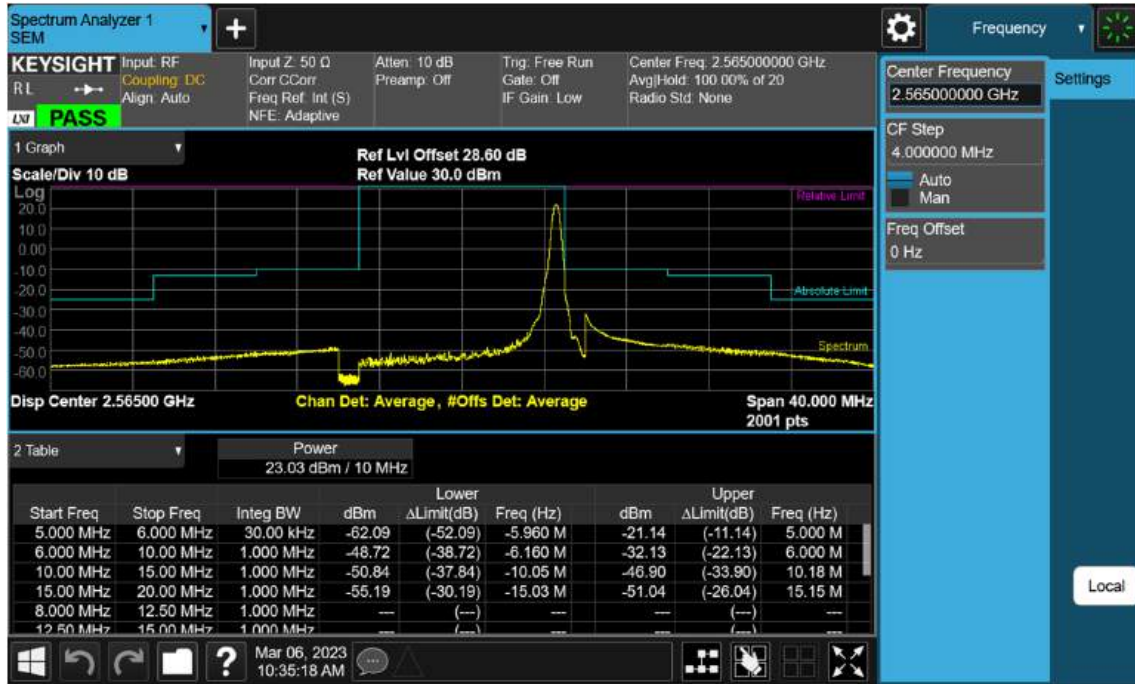 Spectrum Analyzer 1
SEM
Frequency
KEYSIGHT
Input: RF
Coupling: DC
Align: Auto
Input Z: 50 Ω
Corr CCorr
Freq Ref: Int (S)
NFE: Adaptive
Atten: 10 dB
Preamp: Off
Trig: Free Run
Gate: Off
IF Gain: Low
Center Freq: 2.565000000 GHz
Avg|Hold: 100.00% of 20
Radio Std: None
R L
LXI
PASS
Center Frequency
2.565000000 GHz
Settings
CF Step
4.000000 MHz
Auto
Man
Freq Offset
0 Hz
Local
1 Graph
Scale/Div 10 dB
Ref Lvl Offset 28.60 dB
Ref Value 30.0 dBm
Log
20.0
10.0
0.00
-10.0
-20.0
-30.0
-40.0
-50.0
-60.0
Relative Limit
Absolute Limit
Spectrum
Disp Center 2.56500 GHz
Chan Det: Average, #Offs Det: Average
Span 40.000 MHz
2001 pts
2 Table
Power
23.03 dBm / 10 MHz
Lower Upper
Start Freq Stop Freq Integ BW dBm ΔLimit(dB) Freq (Hz) dBm ΔLimit(dB) Freq (Hz)
5.000 MHz 6.000 MHz 30.00 kHz -62.09 (-52.09) -5.960 M -21.14 (-11.14) 5.000 M
6.000 MHz 10.00 MHz 1.000 MHz -48.72 (-38.72) -6.160 M -32.13 (-22.13) 6.000 M
10.00 MHz 15.00 MHz 1.000 MHz -50.84 (-37.84) -10.05 M -46.90 (-33.90) 10.18 M
15.00 MHz 20.00 MHz 1.000 MHz -55.19 (-30.19) -15.03 M -51.04 (-26.04) 15.15 M
8.000 MHz 12.50 MHz 1.000 MHz --- (---) --- --- (---) ---
12.50 MHz 15.00 MHz 1.000 MHz --- (---) --- --- (---) ---
?
Mar 06, 2023
10:35:18 AM